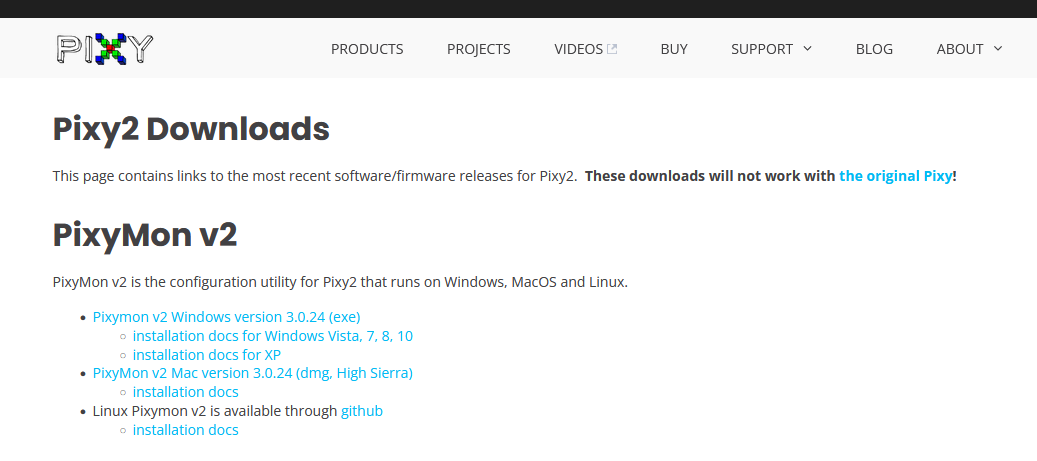 PIXY PRODUCTS PROJECTS VIDEOS BUY SUPPORT BLOG ABOUT
Pixy2 Downloads
This page contains links to the most recent software/firmware releases for Pixy2. These downloads will not work with the original Pixy!
PixyMon v2
PixyMon v2 is the configuration utility for Pixy2 that runs on Windows, MacOS and Linux.
Pixymon v2 Windows version 3.0.24 (exe)
installation docs for Windows Vista, 7, 8, 10
installation docs for XP
PixyMon v2 Mac version 3.0.24 (dmg, High Sierra)
installation docs
Linux Pixymon v2 is available through github
installation docs